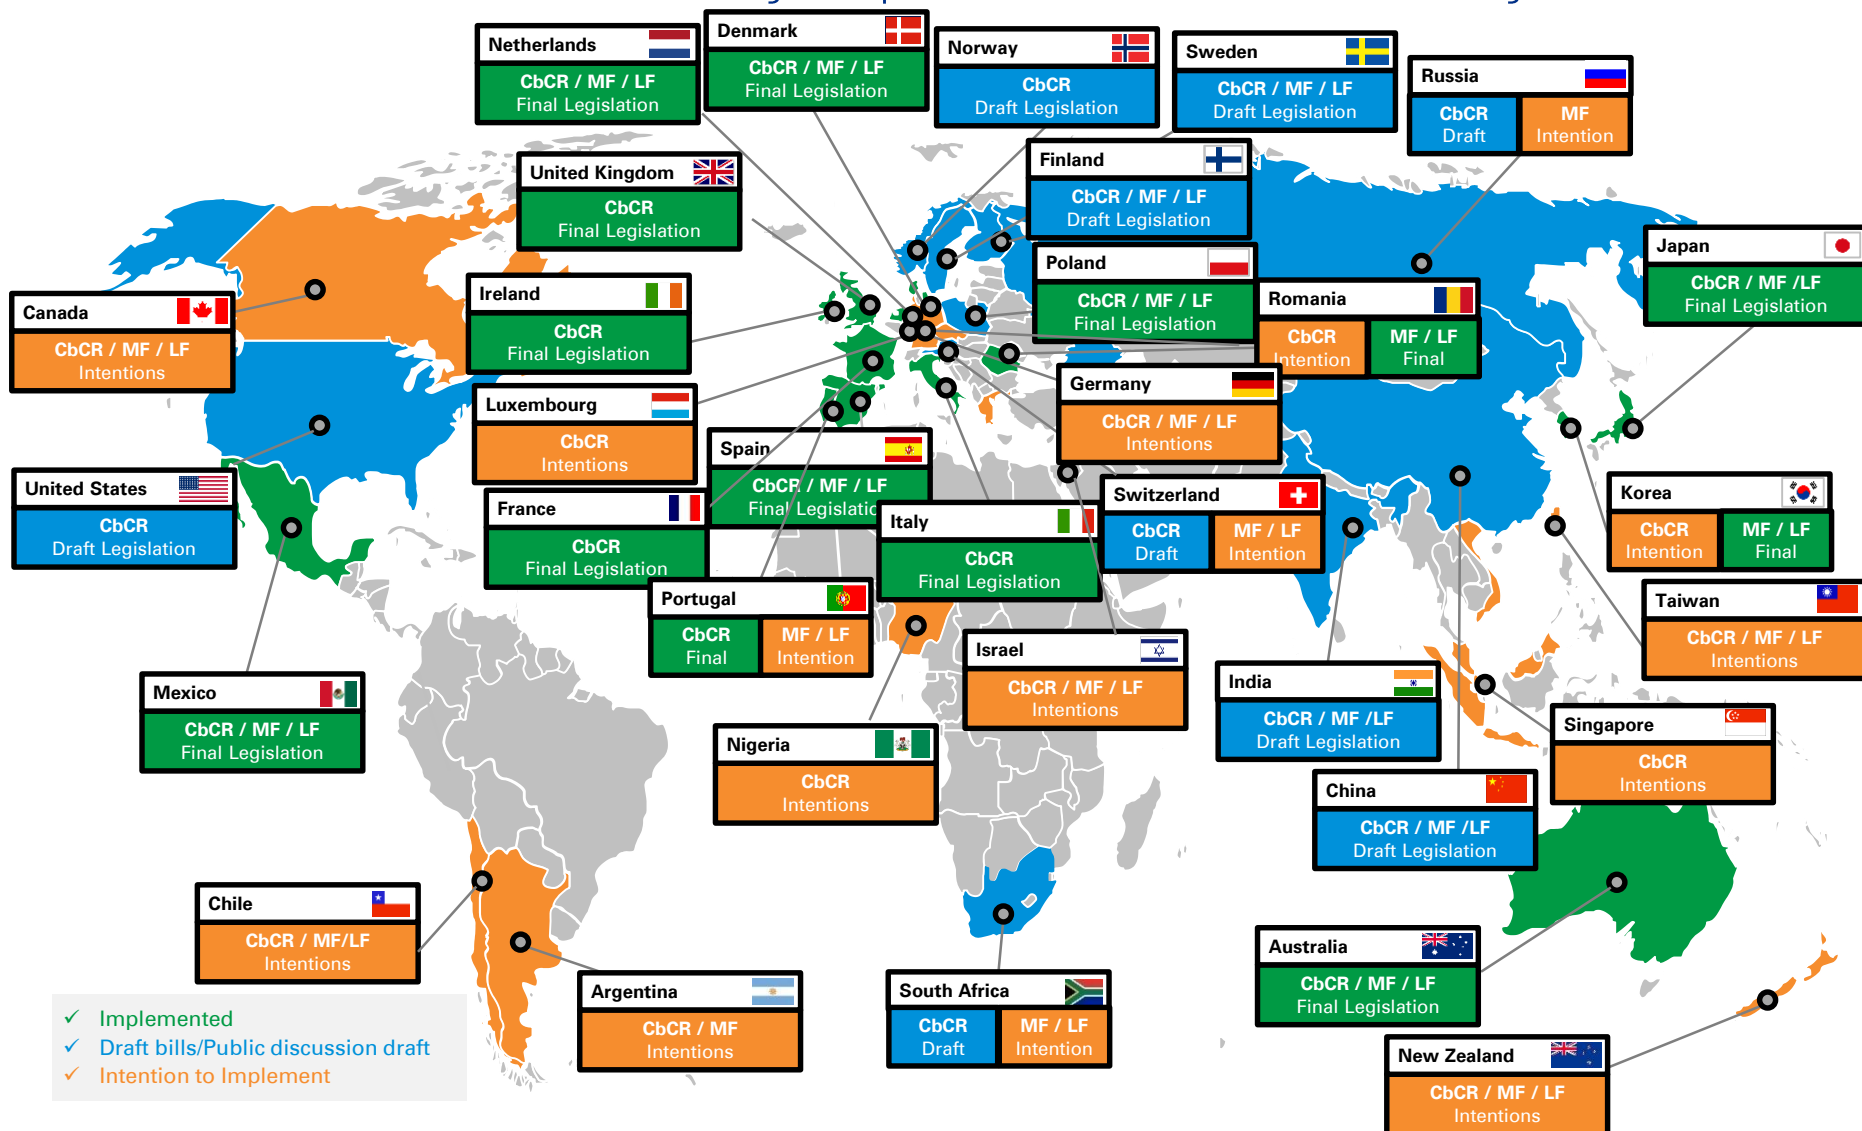 Netherlands
CbCR / MF / LF
Final Legislation
Denmark
CbCR / MF / LF
Final Legislation
Norway
CbCR
Draft Legislation
Sweden
CbCR / MF / LF
Draft Legislation
Russia
CbCR
Draft
MF
Intention
United Kingdom
CbCR
Final Legislation
Finland
CbCR / MF / LF
Draft Legislation
Japan
CbCR / MF /LF
Final Legislation
Canada
CbCR / MF / LF
Intentions
Ireland
CbCR
Final Legislation
Poland
CbCR / MF / LF
Final Legislation
Romania
CbCR
Intention
MF / LF
Final
Luxembourg
CbCR
Intentions
Germany
CbCR / MF / LF
Intentions
United States
CbCR
Draft Legislation
Spain
CbCR / MF / LF
Final Legislatio
France
CbCR
Final Legislation
Italy
CbCR
Final Legislation
Switzerland
CbCR
Draft
MF / LF
Intention
Korea
CbCR
Intention
MF / LF
Final
Portugal
CbCR
Final
MF / LF
Intention
Taiwan
CbCR / MF / LF
Intentions
Israel
CbCR / MF / LF
Intentions
Mexico
CbCR / MF / LF
Final Legislation
India
CbCR / MF /LF
Draft Legislation
Nigeria
CbCR
Intentions
Singapore
CbCR
Intentions
China
CbCR / MF /LF
Draft Legislation
Chile
CbCR / MF/LF
Intentions
Argentina
CbCR / MF
Intentions
South Africa
CbCR
Draft
MF / LF
Intention
Australia
CbCR / MF / LF
Final Legislation
New Zealand
CbCR / MF / LF
Intentions
✓ Implemented
✓ Draft bills/Public discussion draft
✓ Intention to Implement